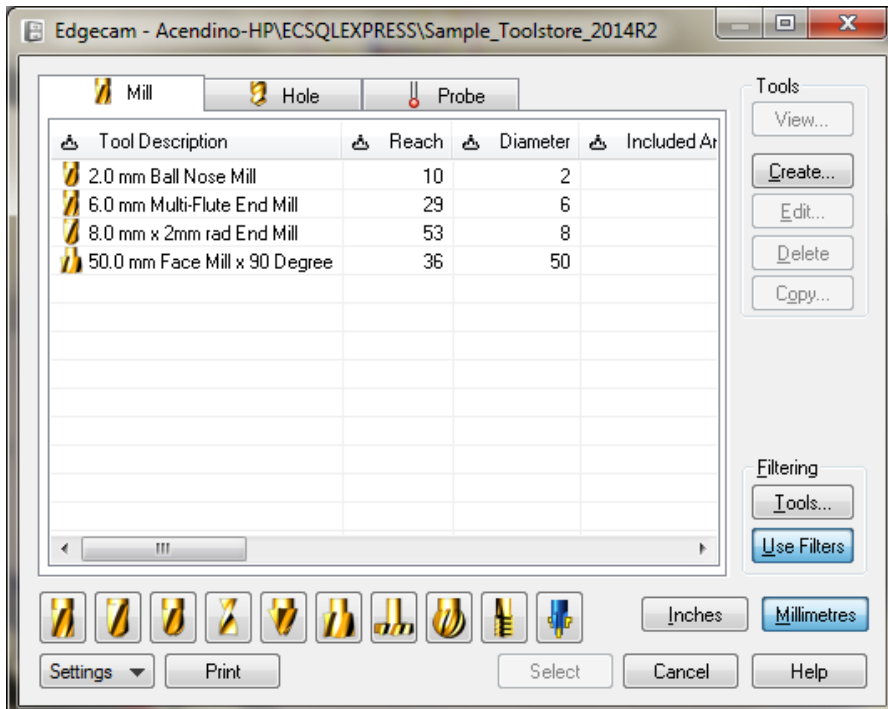 Edgecam - Acendino-HP\ECSQLEXPRESS\Sample_Toolstore_2014R2
Mill Hole Probe
Tool Description Reach Diameter Included Ar
2.0 mm Ball Nose Mill 10 2
6.0 mm Multi-Flute End Mill 29 6
8.0 mm x 2mm rad End Mill 53 8
50.0 mm Face Mill x 90 Degree 36 50
Tools
View...
Create...
Edit...
Delete
Copy...
Filtering
Tools...
Use Filters
Inches Millimetres
Settings Print Select Cancel Help